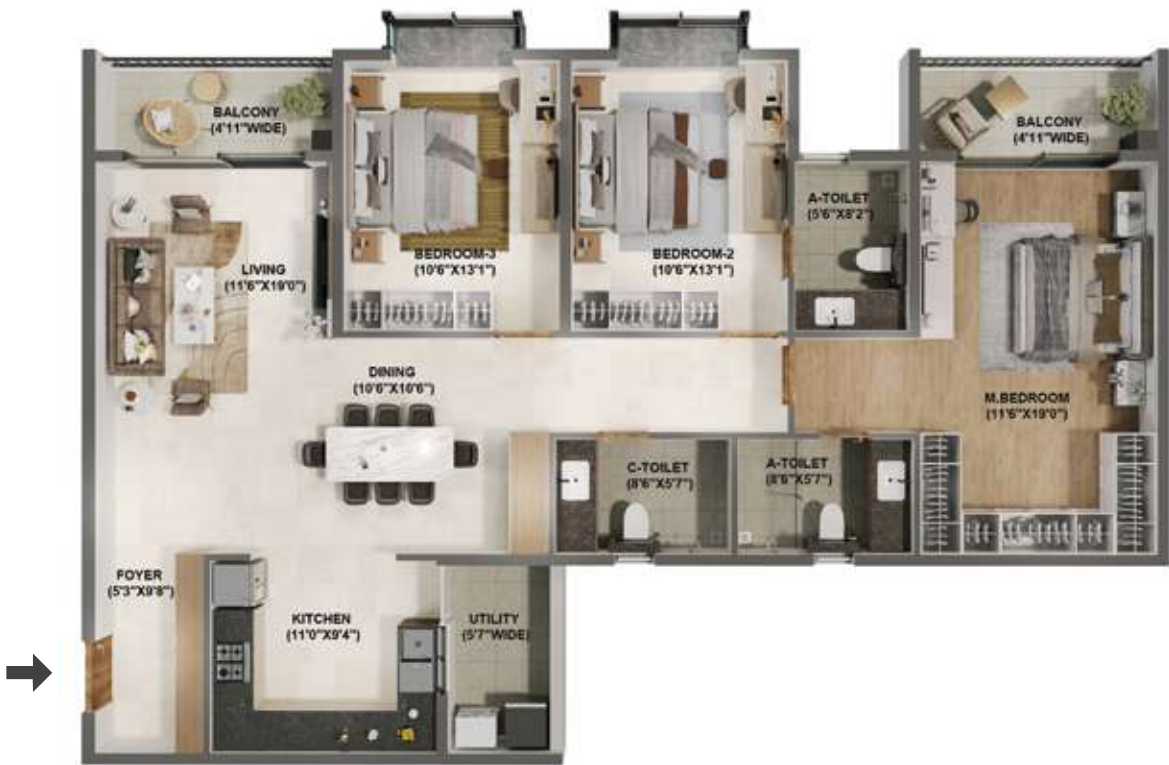 BALCONY
(4'11"WIDE)
BALCONY
(4'11"WIDE)
A-TOILET
(5'6"X8'2")
BEDROOM-3
(10'6"X13'1")
BEDROOM-2
(10'6"X13'1")
LIVING
(11'6"X19'0")
DINING
(10'6"X10'6")
M.BEDROOM
(11'6"X19'0")
C-TOILET
(8'6"X5'7")
A-TOILET
(8'6"X5'7")
FOYER
(5'3"X9'8")
KITCHEN
(11'0"X9'4")
UTILITY
(5'7"WIDE)